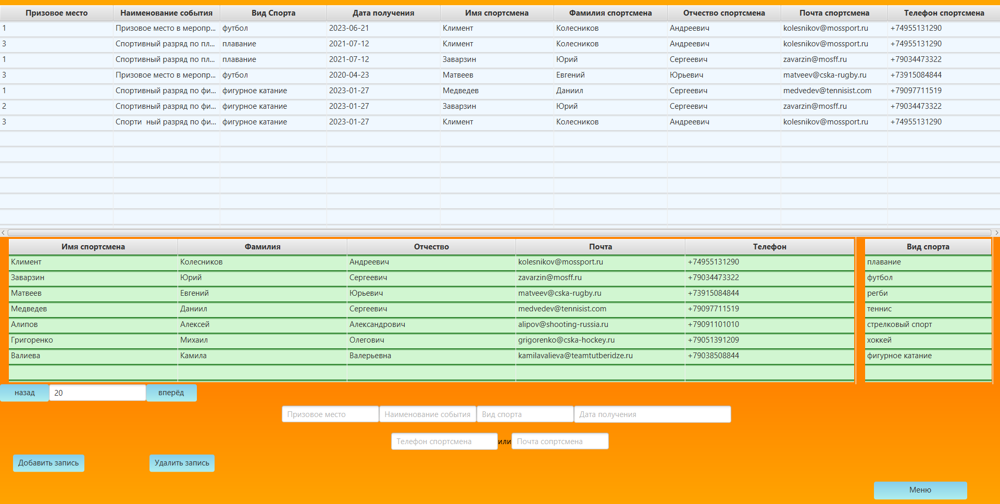 Призовое место Наименование события Вид Спорта Дата получения Имя спортсмена Фамилия спортсмена Отчество спортсмена Почта спортсмена Телефон спортсмена
1 Призовое место в меропр... футбол 2023-06-21 Климент Колесников Андреевич kolesnikov@mossport.ru +74955131290
3 Спортивный разряд по пл... плавание 2021-07-12 Климент Колесников Андреевич kolesnikov@mossport.ru +74955131290
1 Спортивный разряд по пл... плавание 2021-07-12 Заварзин Юрий Сергеевич zavarzin@mosff.ru +79034473322
3 Призовое место в меропр... футбол 2020-04-23 Матвеев Евгений Юрьевич matveev@cska-rugby.ru +73915084844
1 Спортивный разряд по фи... фигурное катание 2023-01-27 Медведев Даниил Сергеевич medvedev@tennisist.com +79097711519
2 Спортивный разряд по фи... фигурное катание 2023-01-27 Заварзин Юрий Сергеевич zavarzin@mosff.ru +79034473322
3 Спорти  ный разряд по фи... фигурное катание 2023-01-27 Климент Колесников Андреевич kolesnikov@mossport.ru +74955131290
Имя спортсмена Фамилия Отчество Почта Телефон Вид спорта
Климент Колесников Андреевич kolesnikov@mossport.ru +74955131290 плавание
Заварзин Юрий Сергеевич zavarzin@mosff.ru +79034473322 футбол
Матвеев Евгений Юрьевич matveev@cska-rugby.ru +73915084844 регби
Медведев Даниил Сергеевич medvedev@tennisist.com +79097711519 теннис
Алипов Алексей Александрович alipov@shooting-russia.ru +79091101010 стрелковый спорт
Григоренко Михаил Олегович grigorenko@cska-hockey.ru +79051391209 хоккей
Валиева Камила Валерьевна kamilavalieva@teamtutberidze.ru +79038508844 фигурное катание
назад 20 вперёд
Призовое место Наименование события Вид спорта Дата получения
Телефон спортсмена или Почта сопртсмена
Добавить запись Удалить запись
Меню